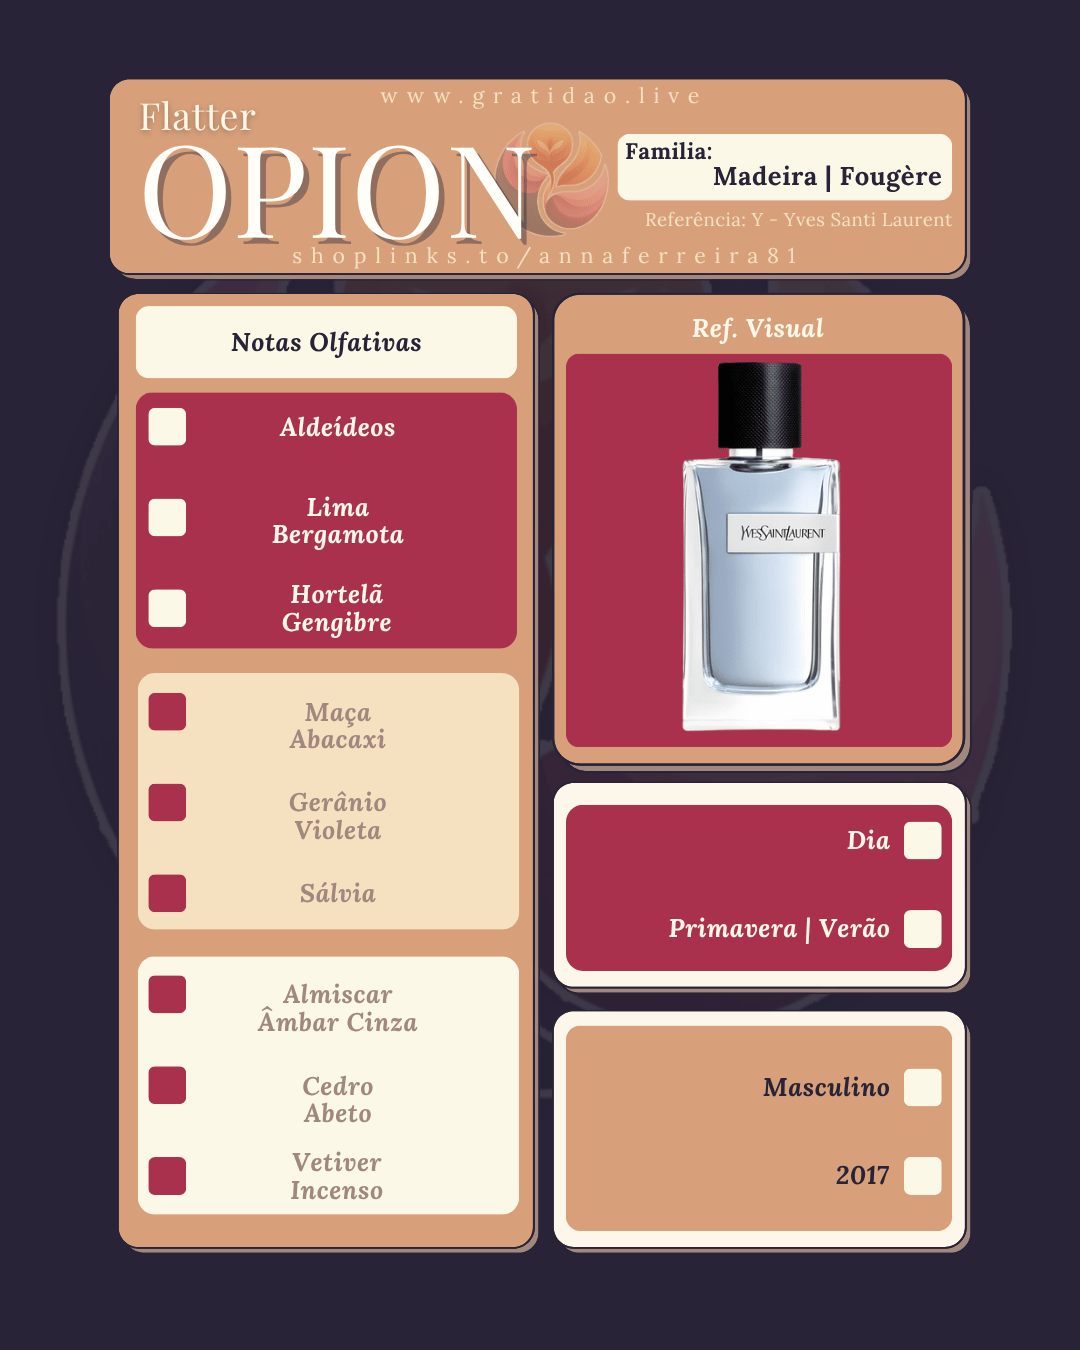 www.gratidao.live
Flatter
OPION
Familia:
Madeira | Fougère
Referência: Y - Yves Santi Laurent
shoplinks.to/annaferreira81
Notas Olfativas
Aldeídeos
Lima
Bergamota
Hortelã
Gengibre
Maça
Abacaxi
Gerânio
Violeta
Sálvia
Almiscar
Âmbar Cinza
Cedro
Abeto
Vetiver
Incenso
Ref. Visual
YVESSAINTLAURENT
Dia
Primavera | Verão
Masculino
2017